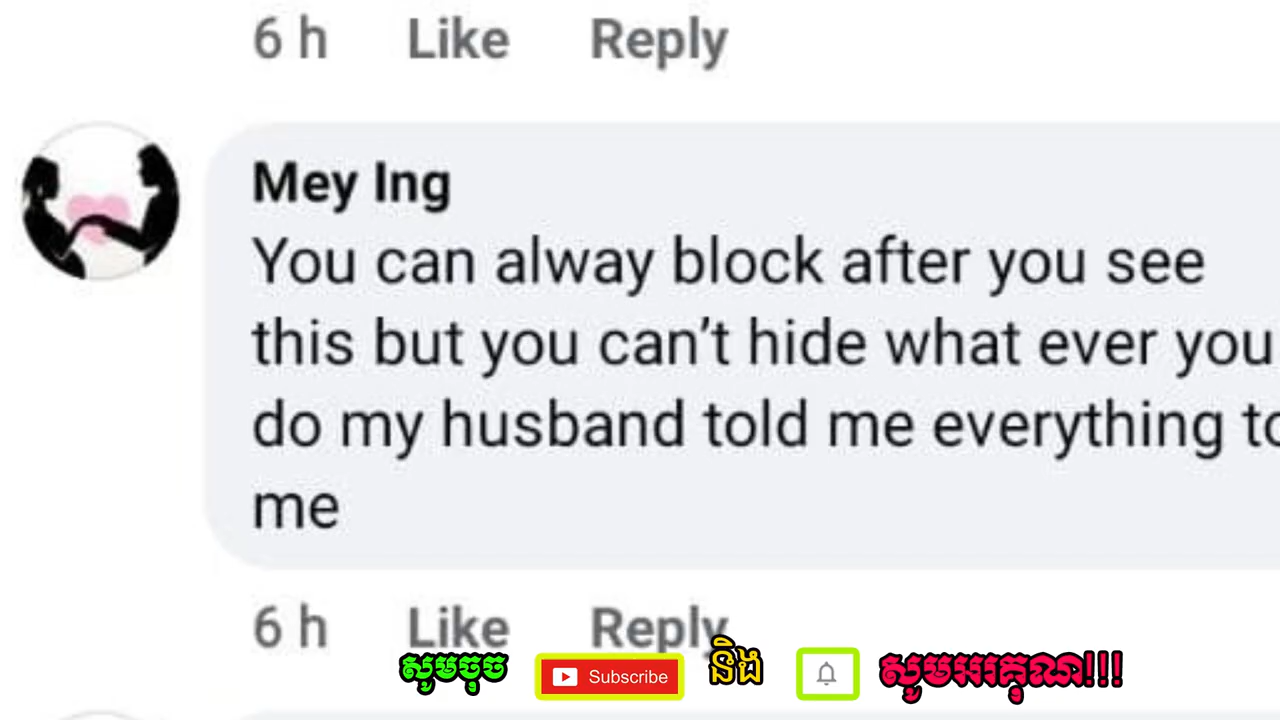 6 h Like Reply
Mey Ing
You can alway block after you see
this but you can't hide what ever you
do my husband told me everything to
me
6 h Like Reply
សូមចុច Subscribe និង សូមអរគុណ!!!